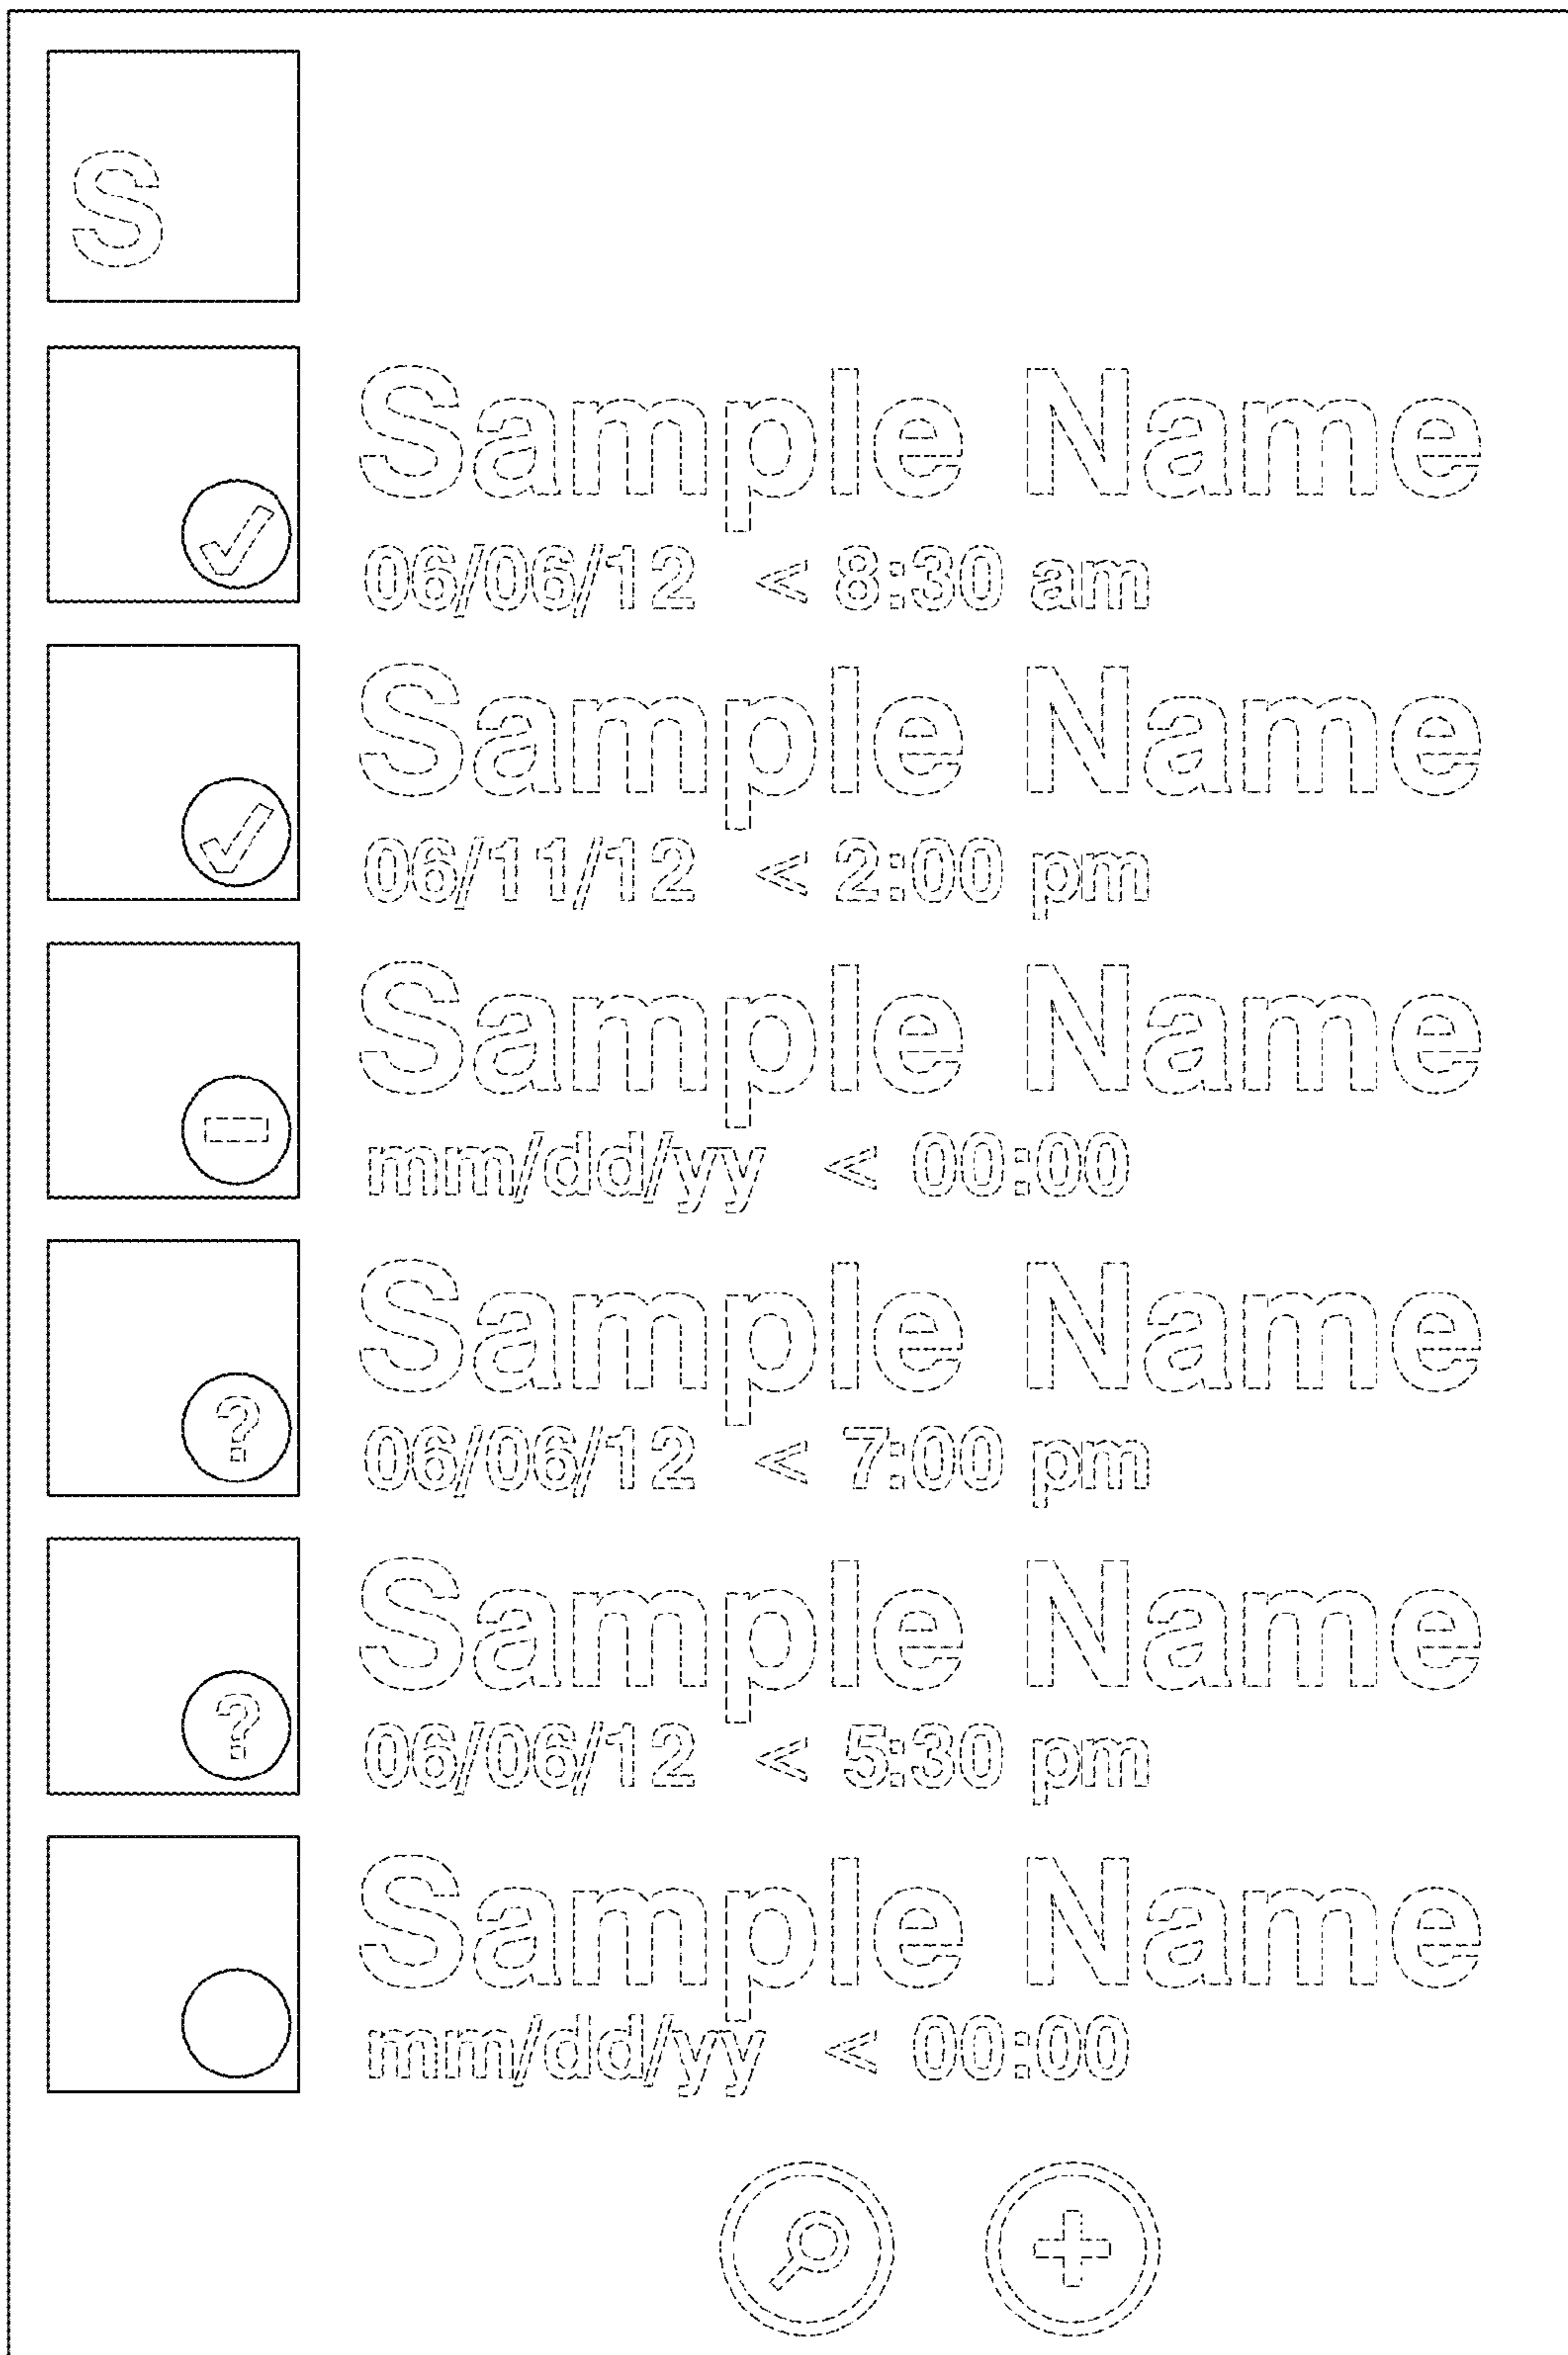 S
Sample Name
06/06/12 < 8:30 am
Sample Name
06/11/12 < 2:00 pm
Sample Name
mm/dd/yy < 00:00
?
Sample Name
06/06/12 < 7:00 pm
?
Sample Name
06/06/12 < 5:30 pm
Sample Name
mm/dd/yy < 00:00